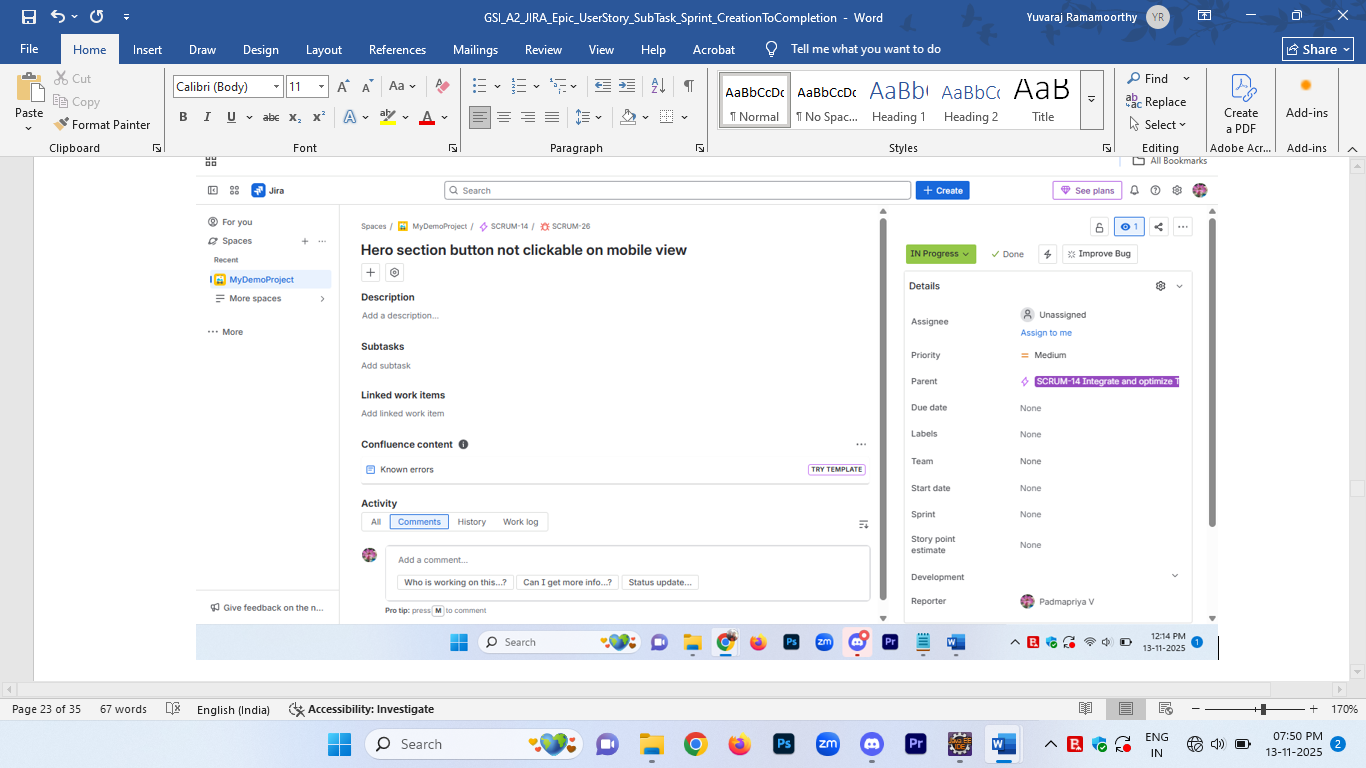 GSI_A2_JIRA_Epic_UserStory_SubTask_Sprint_CreationToCompletion - Word
Yuvaraj Ramamoorthy YR
File Home Insert Draw Design Layout References Mailings Review View Help Acrobat Tell me what you want to do Share
Paste
Cut
Copy
Format Painter
Clipboard
Calibri (Body) 11
Font
Paragraph
AaBbCcDc AaBbCcDc AaBbC AaBbCc AaB
¶ Normal ¶ No Spac... Heading 1 Heading 2 Title
Styles
Find
Replace
Select
Editing
Create
a PDF
Adobe Acr...
Add-ins
Add-ins
All Bookmarks
Jira
Search
+ Create
See plans
For you
Spaces
Recent
MyDemoProject
More spaces
More
Give feedback on the n...
Spaces / MyDemoProject / SCRUM-14 / SCRUM-26
Hero section button not clickable on mobile view
Description
Add a description...
Subtasks
Add subtask
Linked work items
Add linked work item
Confluence content
Known errors TRY TEMPLATE
Activity
All Comments History Work log
Add a comment...
Who is working on this...? Can I get more info...? Status update...
Pro tip: press M to comment
1
IN Progress Done Improve Bug
Details
Assignee Unassigned
Assign to me
Priority Medium
Parent SCRUM-14 Integrate and optimize T
Due date None
Labels None
Team None
Start date None
Sprint None
Story point
estimate None
Development
Reporter Padmapriya V
Search
12:14 PM
13-11-2025 1
Page 23 of 35 67 words English (India) Accessibility: Investigate 170%
Search
ENG
IN
07:50 PM
13-11-2025
2